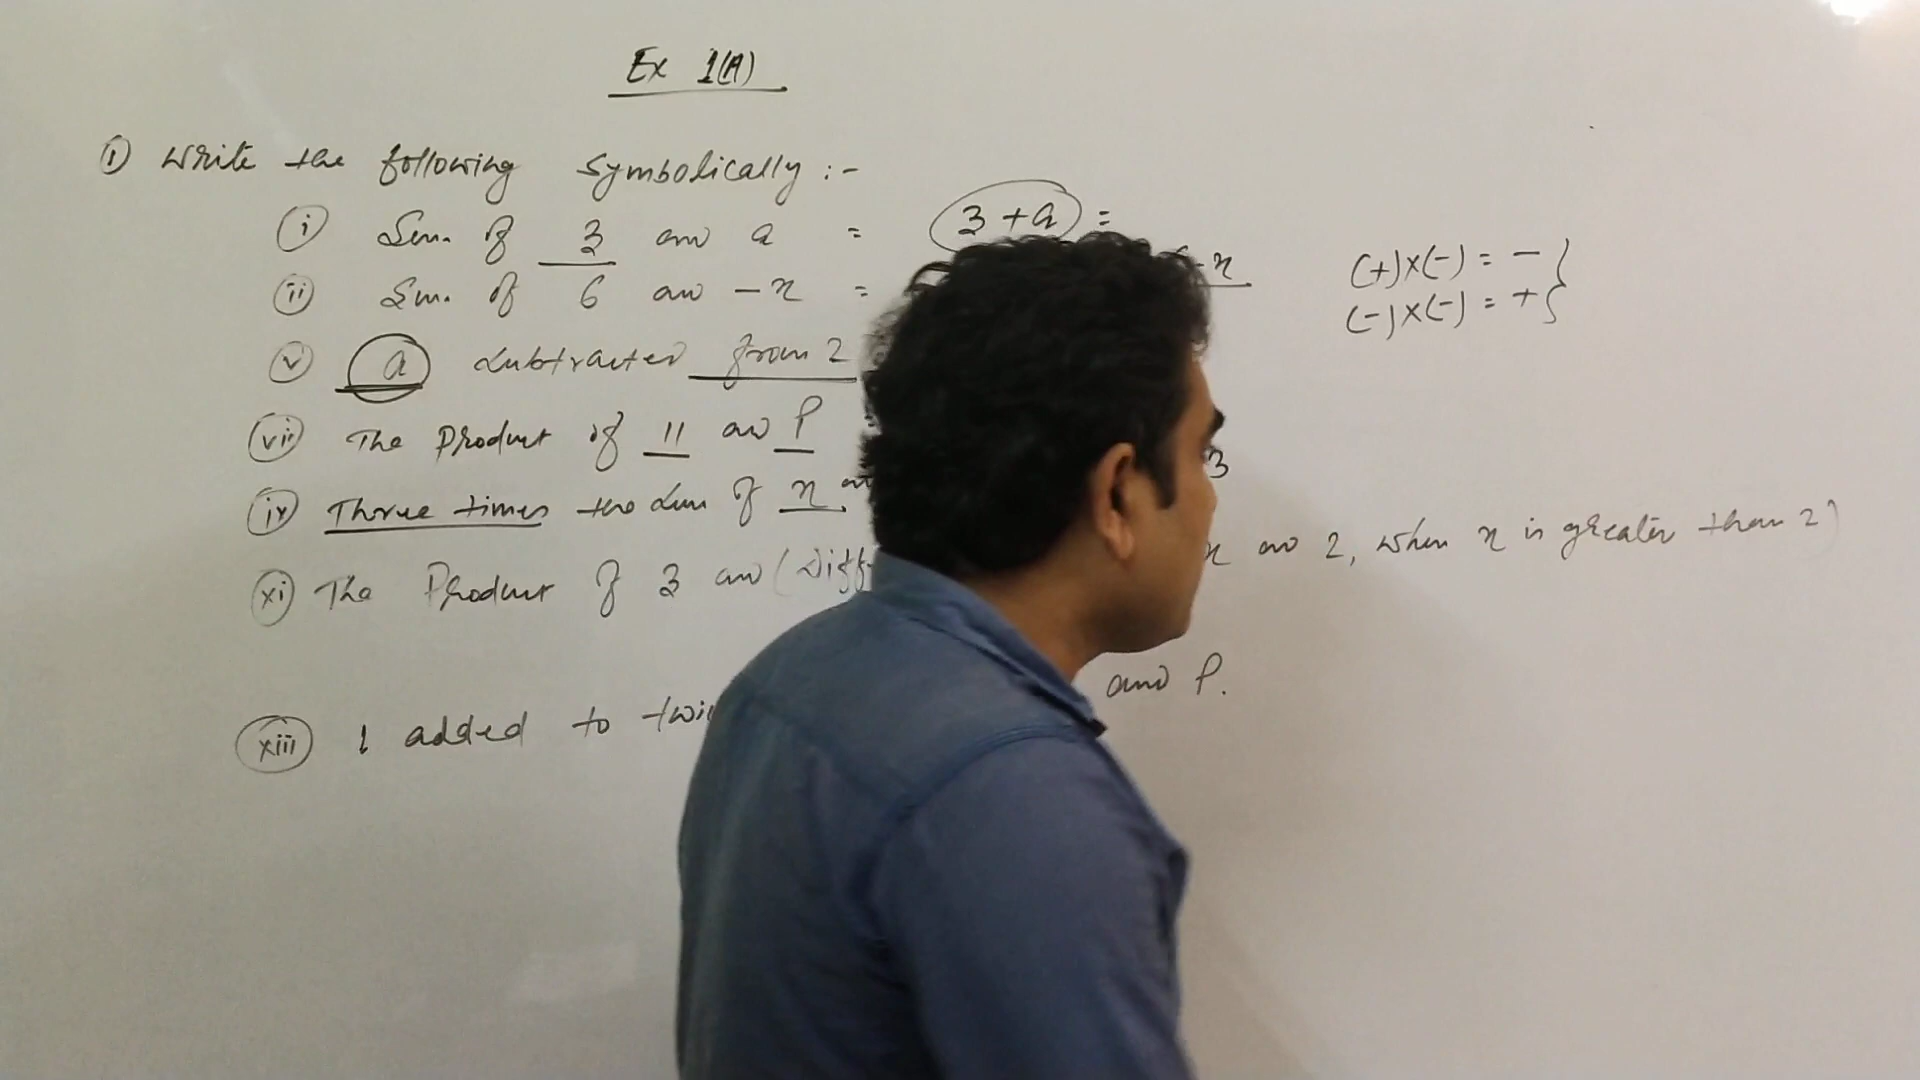 Ex 1(A)
① Write the following Symbolically :-
(i) Sum of 3 and a = 3 + a =
(ii) Sum of 6 and - x = - x
(+)×(-) = - }
(-)×(-) = + }
(v) a subtracted from 2
(vii) The Product of 11 and P
3
(ix) Three times the sum of x
(xi) The Product of 3 and ( x and 2, when x is greater than 2)
(xiii) 1 added to and P.